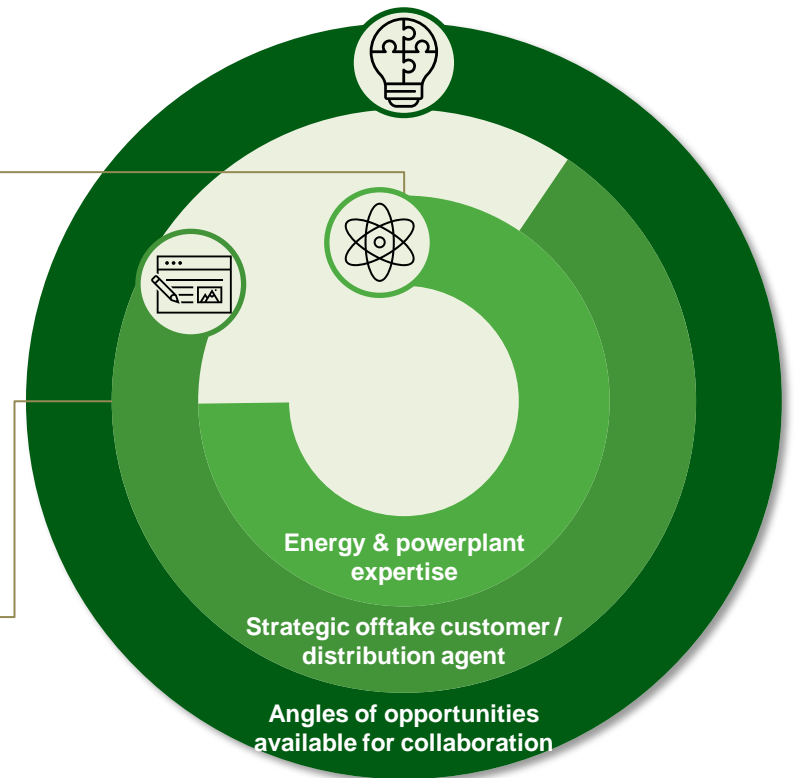 Energy & powerplant
expertise
Strategic offtake customer /
distribution agent
Angles of opportunities
available for collaboration